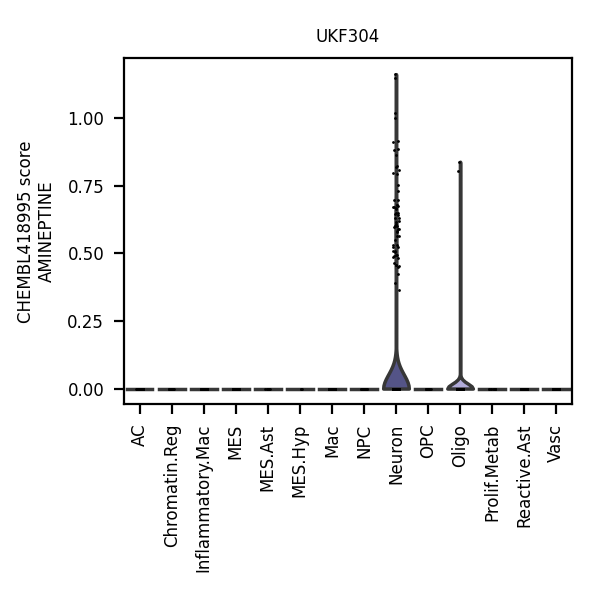 UKF304
CHEMBL418995 score
AMINEPTINE
1.00
0.75
0.50
0.25
0.00
AC
Chromatin.Reg
Inflammatory.Mac
MES
MES.Ast
MES.Hyp
Mac
NPC
Neuron
OPC
Oligo
Prolif.Metab
Reactive.Ast
Vasc